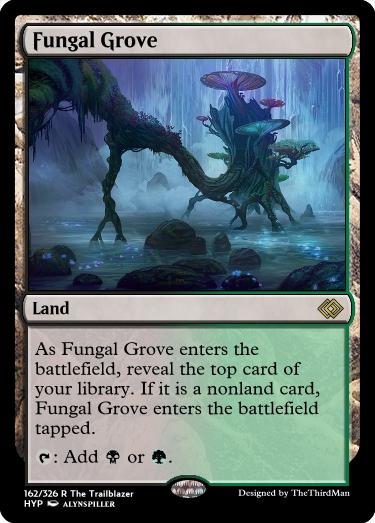 Fungal Grove
Land
As Fungal Grove enters the
battlefield, reveal the top card of
your library. If it is a nonland card,
Fungal Grove enters the battlefield
tapped.
: Add or .
162/326 R The Trailblazer
HYP ALYNSPILLER
Designed by TheThirdMan